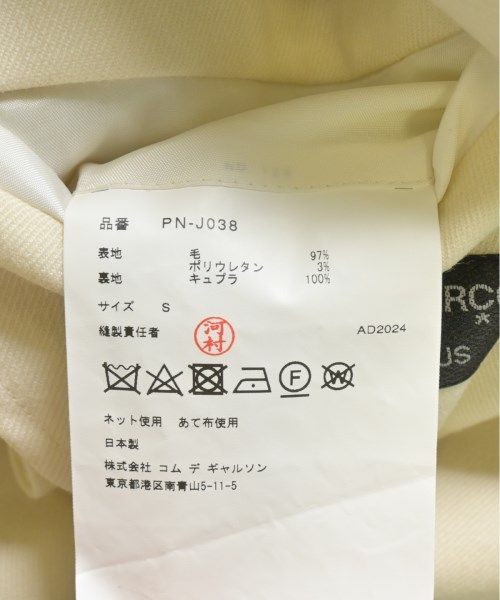 品番 PN-J038
表地 毛 97%
ポリウレタン 3%
裏地 キュプラ 100%
サイズ S
縫製責任者 河村 AD2024
F W
ネット使用 あて布使用
日本製
株式会社 コム デ ギャルソン
東京都港区南青山5-11-5
RC
US